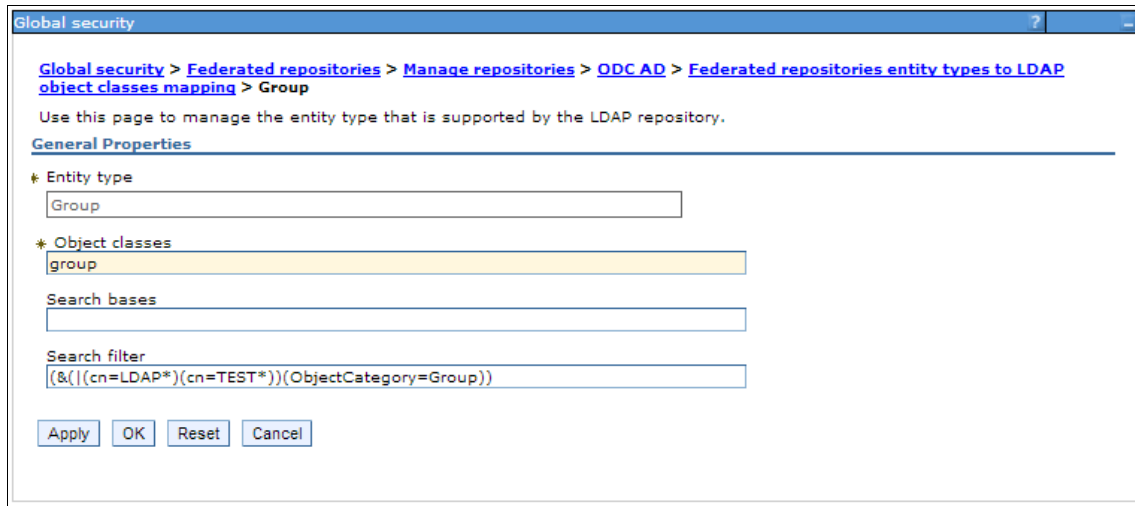 Global security ? –
Global security > Federated repositories > Manage repositories > ODC AD > Federated repositories entity types to LDAP
object classes mapping > Group
Use this page to manage the entity type that is supported by the LDAP repository.
General Properties
* Entity type
Group
* Object classes
group
Search bases
Search filter
(&(|(cn=LDAP*)(cn=TEST*))(ObjectCategory=Group))
Apply OK Reset Cancel